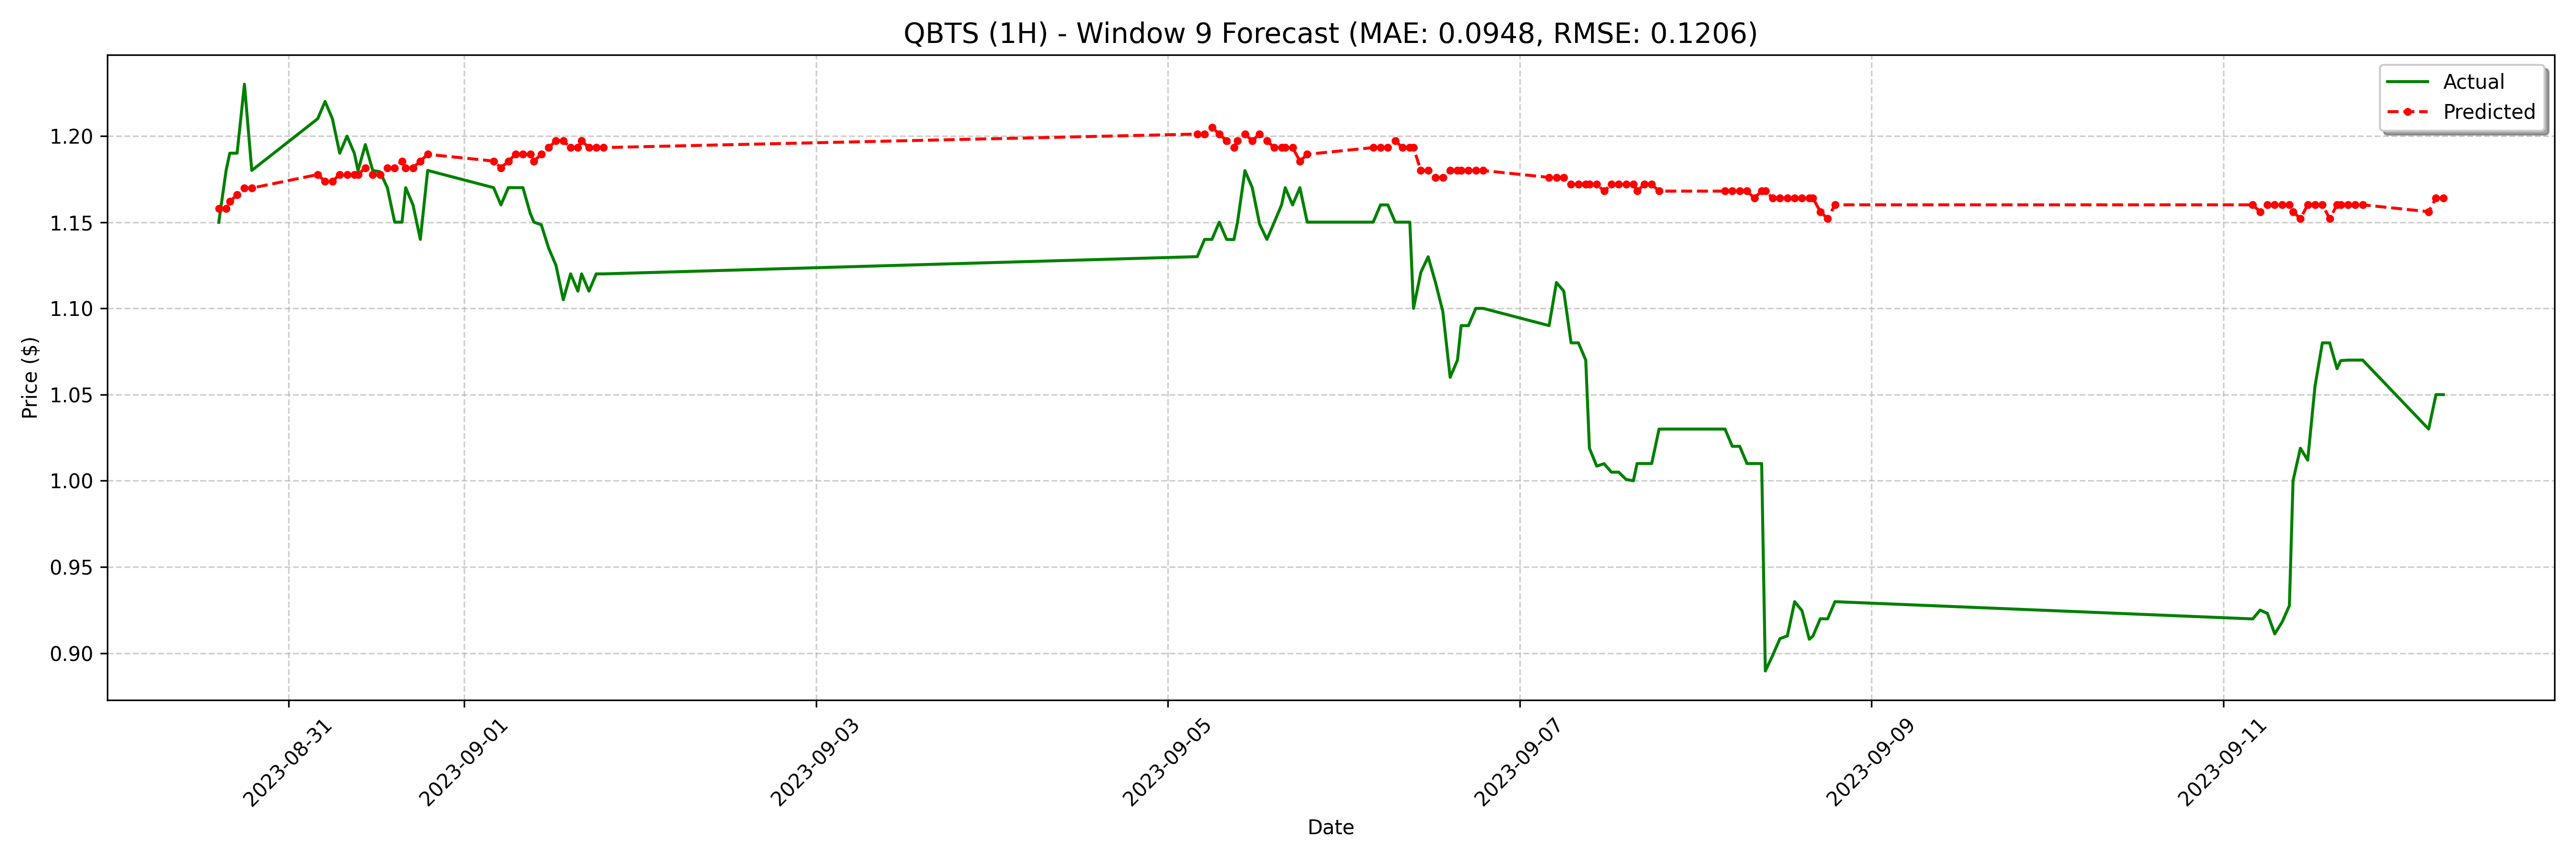 QBTS (1H) - Window 9 Forecast (MAE: 0.0948, RMSE: 0.1206)
Actual
Predicted
Price ($)
1.20
1.15
1.10
1.05
1.00
0.95
0.90
2023-08-31
2023-09-01
2023-09-03
2023-09-05
2023-09-07
2023-09-09
2023-09-11
Date